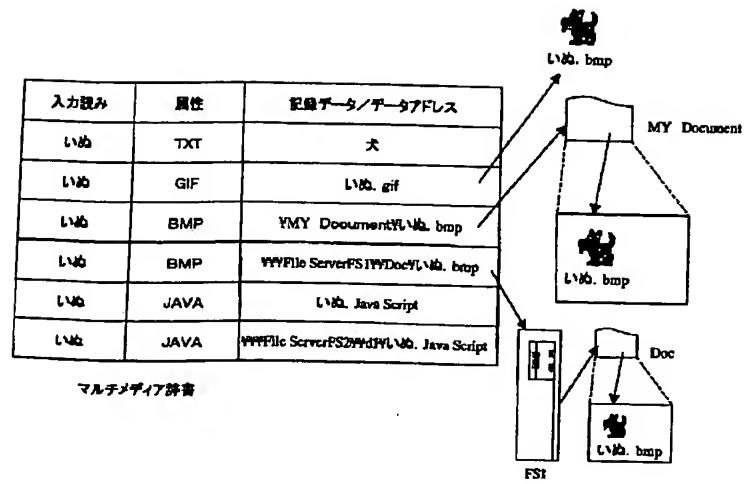 いぬ. bmp
入力読み 属性 記録データ/データアドレス
いぬ TXT 犬
いぬ GIF いぬ. gif
いぬ BMP ¥MY Document¥いぬ. bmp
いぬ BMP ¥¥¥File ServerFS1¥¥Doc¥いぬ. bmp
いぬ JAVA いぬ. Java Script
いぬ JAVA ¥¥¥File ServerFS2¥¥d1¥いぬ. Java Script
マルチメディア辞書
MY Document
いぬ. bmp
Doc
いぬ. bmp
FS1